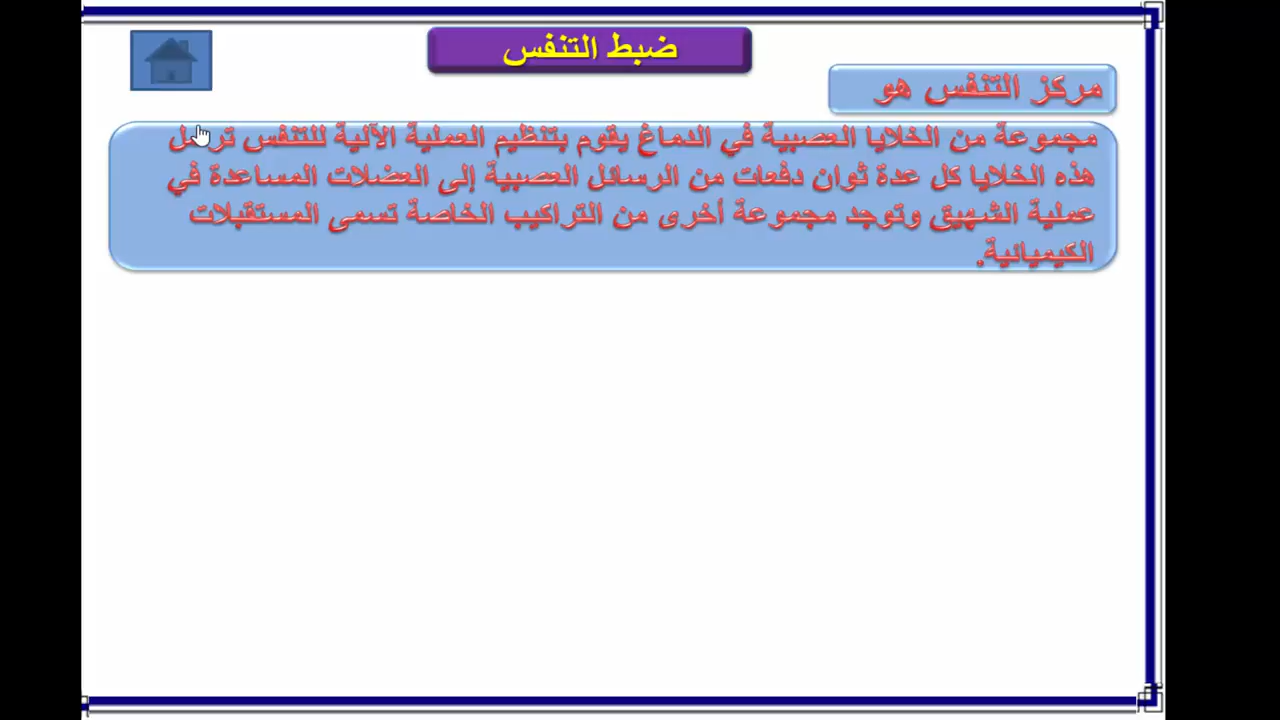 ضبط التنفس
مركز التنفس هو
مجموعة من الخلايا العصبية في الدماغ يقوم بتنظيم العملية الآلية للتنفس ترسل
هذه الخلايا كل عدة ثوان دفعات من الرسائل العصبية إلى العضلات المساعدة في
عملية الشهيق وتوجد مجموعة أخرى من التراكيب الخاصة تسمى المستقبلات
الكيميائية.